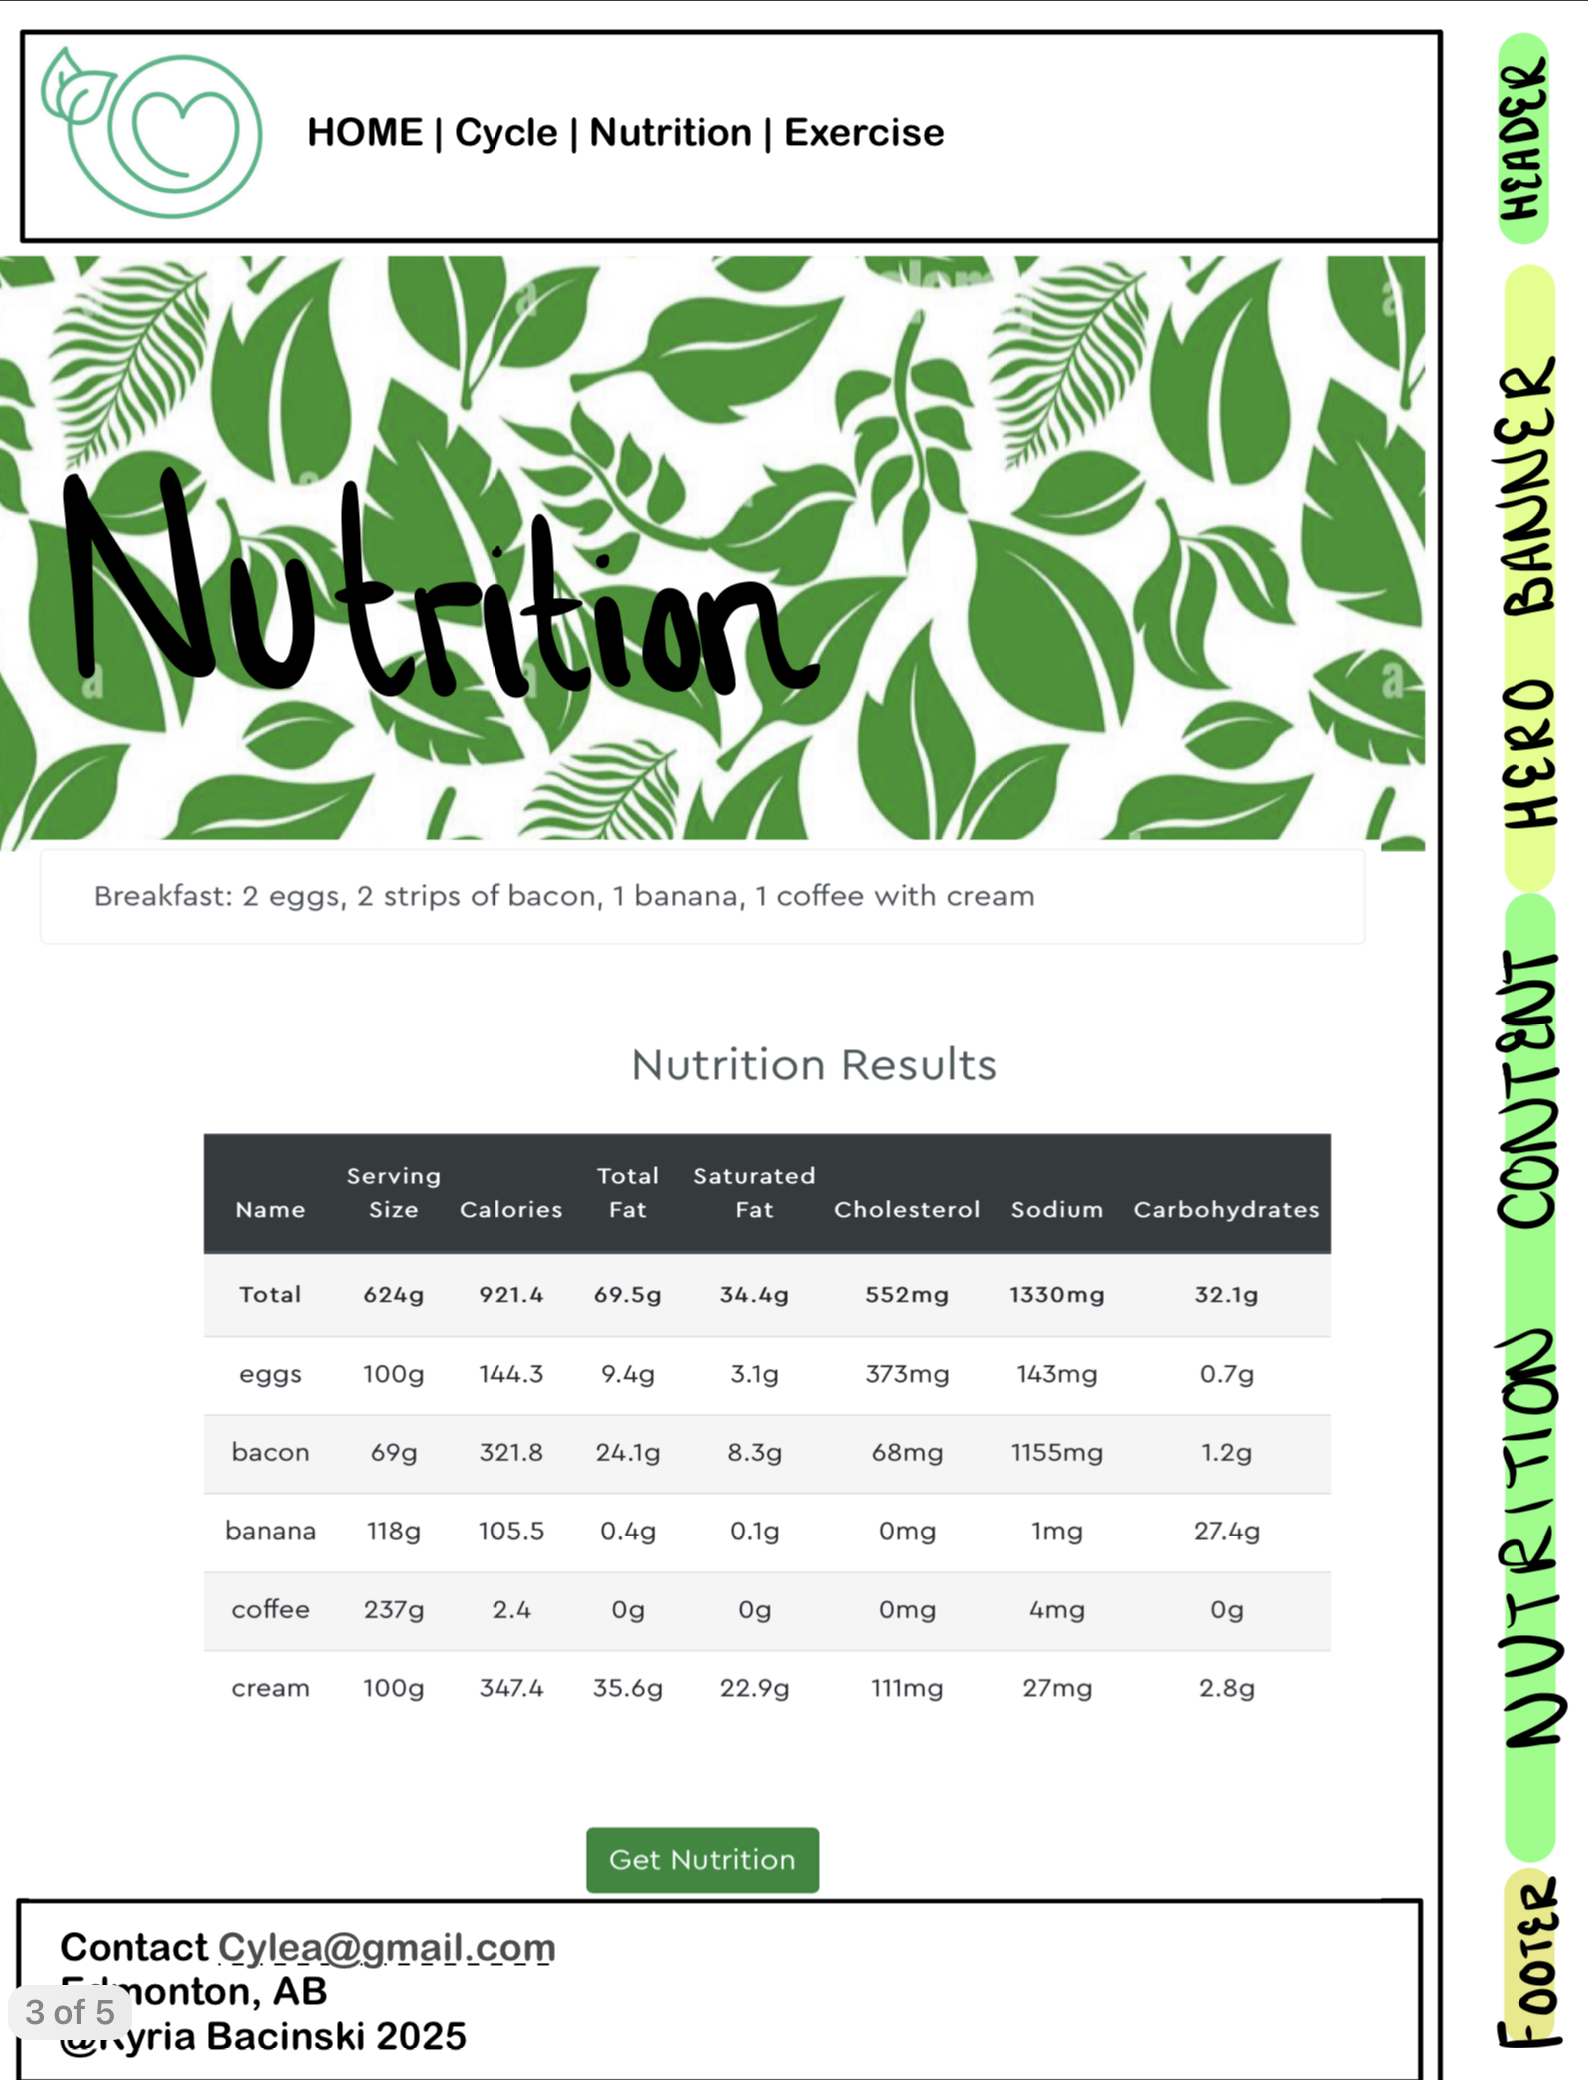 HOME | Cycle | Nutrition | Exercise
HEADER
Nutrition
HERO BANNER
Breakfast: 2 eggs, 2 strips of bacon, 1 banana, 1 coffee with cream
Nutrition Results
Name Serving Size Calories Total Fat Saturated Fat Cholesterol Sodium Carbohydrates
Total 624g 921.4 69.5g 34.4g 552mg 1330mg 32.1g
eggs 100g 144.3 9.4g 3.1g 373mg 143mg 0.7g
bacon 69g 321.8 24.1g 8.3g 68mg 1155mg 1.2g
banana 118g 105.5 0.4g 0.1g 0mg 1mg 27.4g
coffee 237g 2.4 0g 0g 0mg 4mg 0g
cream 100g 347.4 35.6g 22.9g 111mg 27mg 2.8g
NUTRITION CONTENT
Get Nutrition
Contact Cylea@gmail.com
Edmonton, AB
3 of 5
@Kyria Bacinski 2025
FOOTER